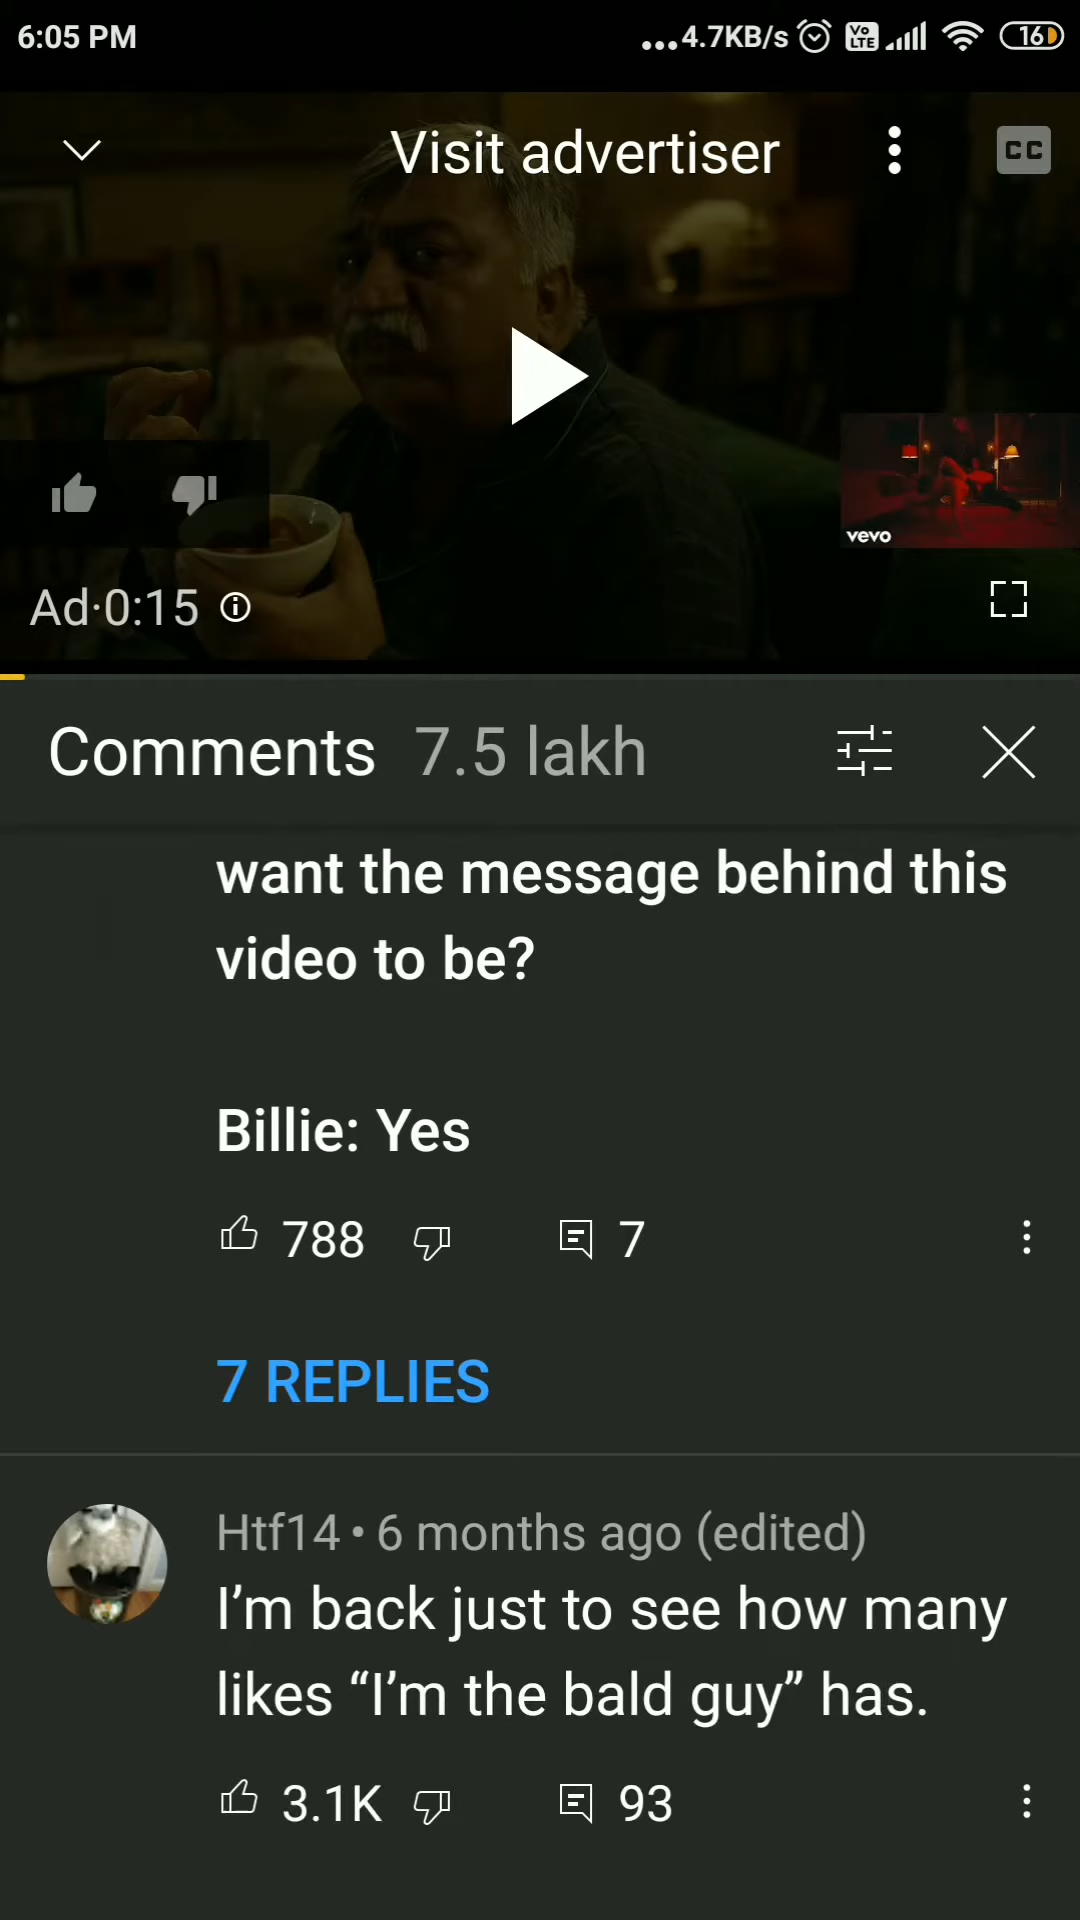 6:05 PM
...4.7KB/s Vo LTE 16
Visit advertiser
CC
vevo
Ad·0:15
Comments 7.5 lakh
want the message behind this
video to be?
Billie: Yes
788 7
7 REPLIES
Htf14 • 6 months ago (edited)
I’m back just to see how many
likes “I’m the bald guy” has.
3.1K 93